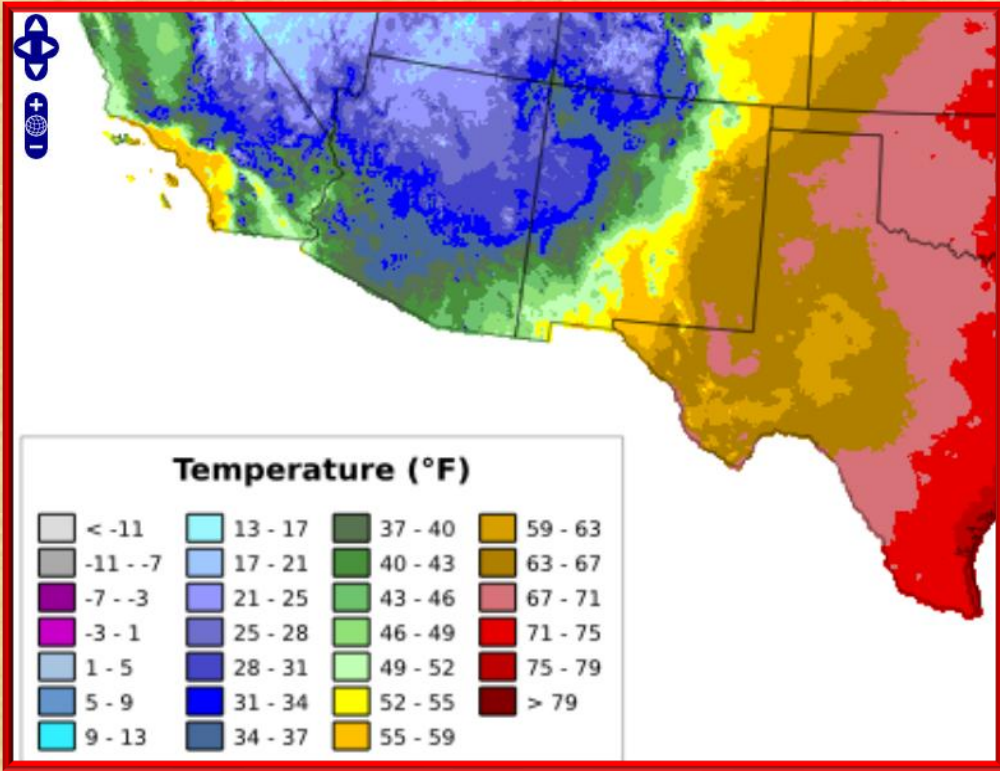 +
−
Temperature (°F)
< -11
-11 - -7
-7 - -3
-3 - 1
1 - 5
5 - 9
9 - 13
13 - 17
17 - 21
21 - 25
25 - 28
28 - 31
31 - 34
34 - 37
37 - 40
40 - 43
43 - 46
46 - 49
49 - 52
52 - 55
55 - 59
59 - 63
63 - 67
67 - 71
71 - 75
75 - 79
> 79